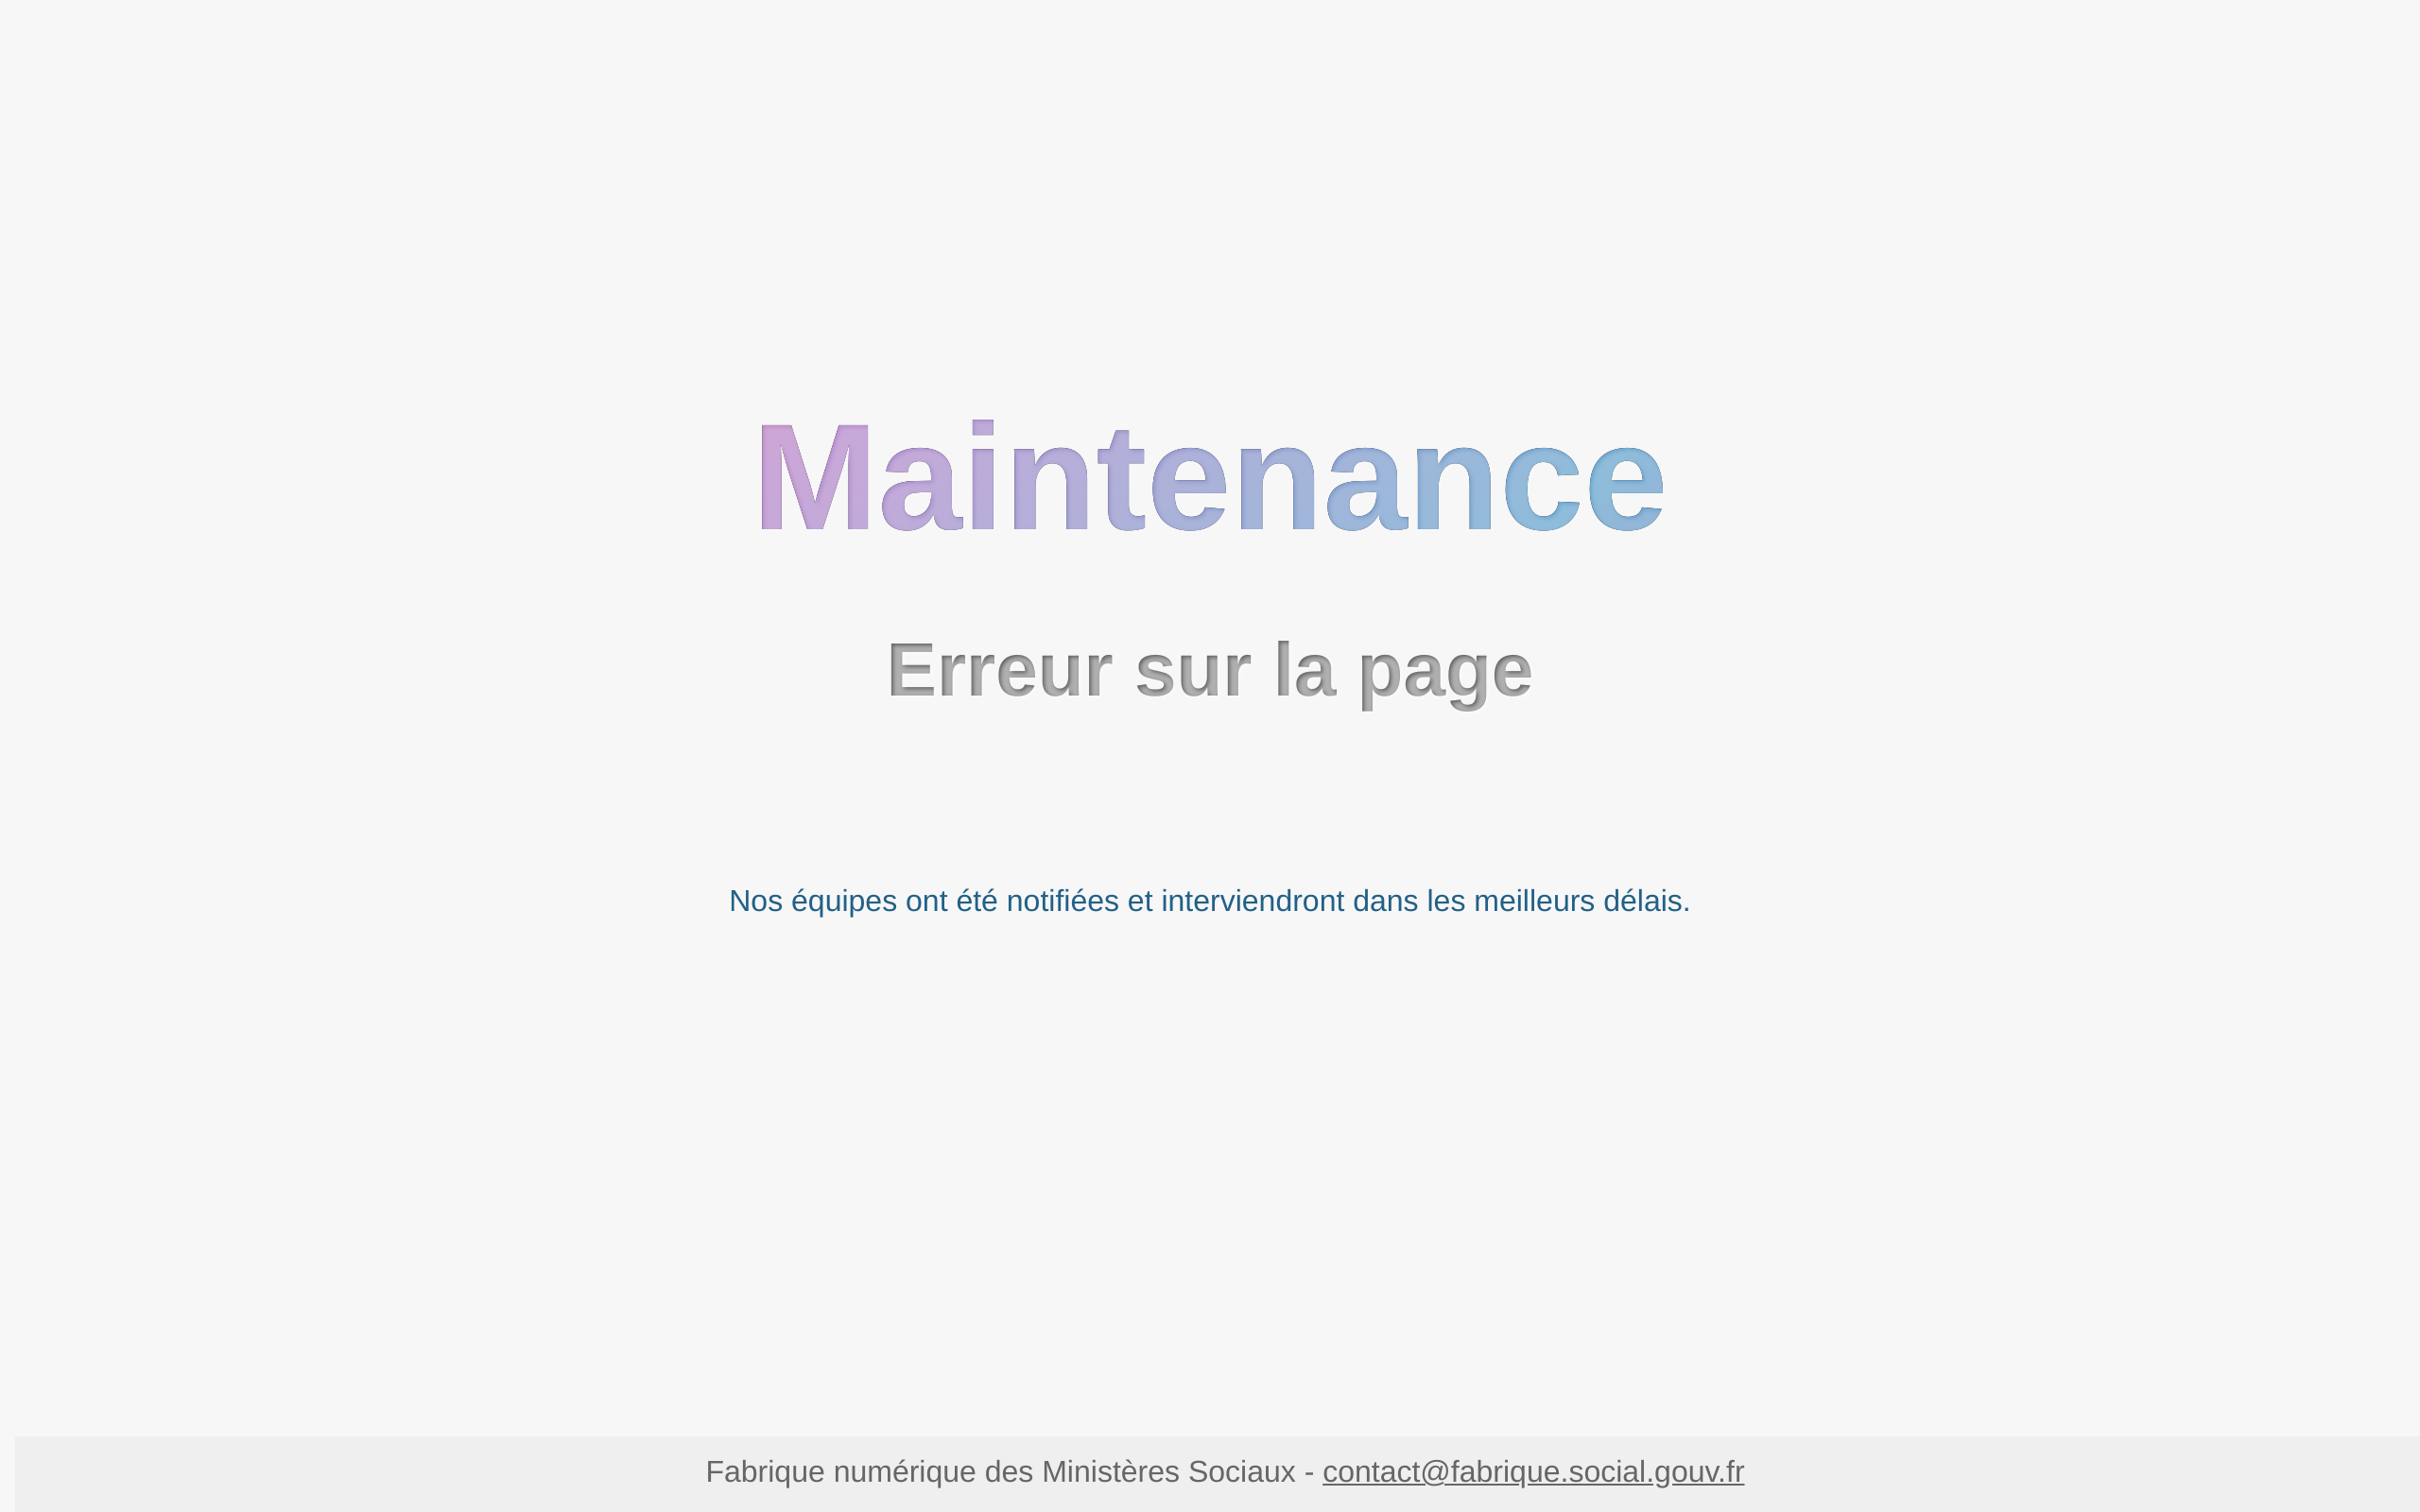 Maintenance
Erreur sur la page
Nos équipes ont été notifiées et interviendront dans les meilleurs délais.
Fabrique numérique des Ministères Sociaux - contact@fabrique.social.gouv.fr